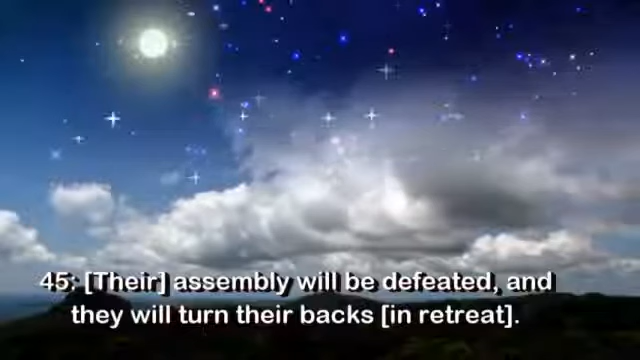 45: [Their] assembly will be defeated, and
they will turn their backs [in retreat].